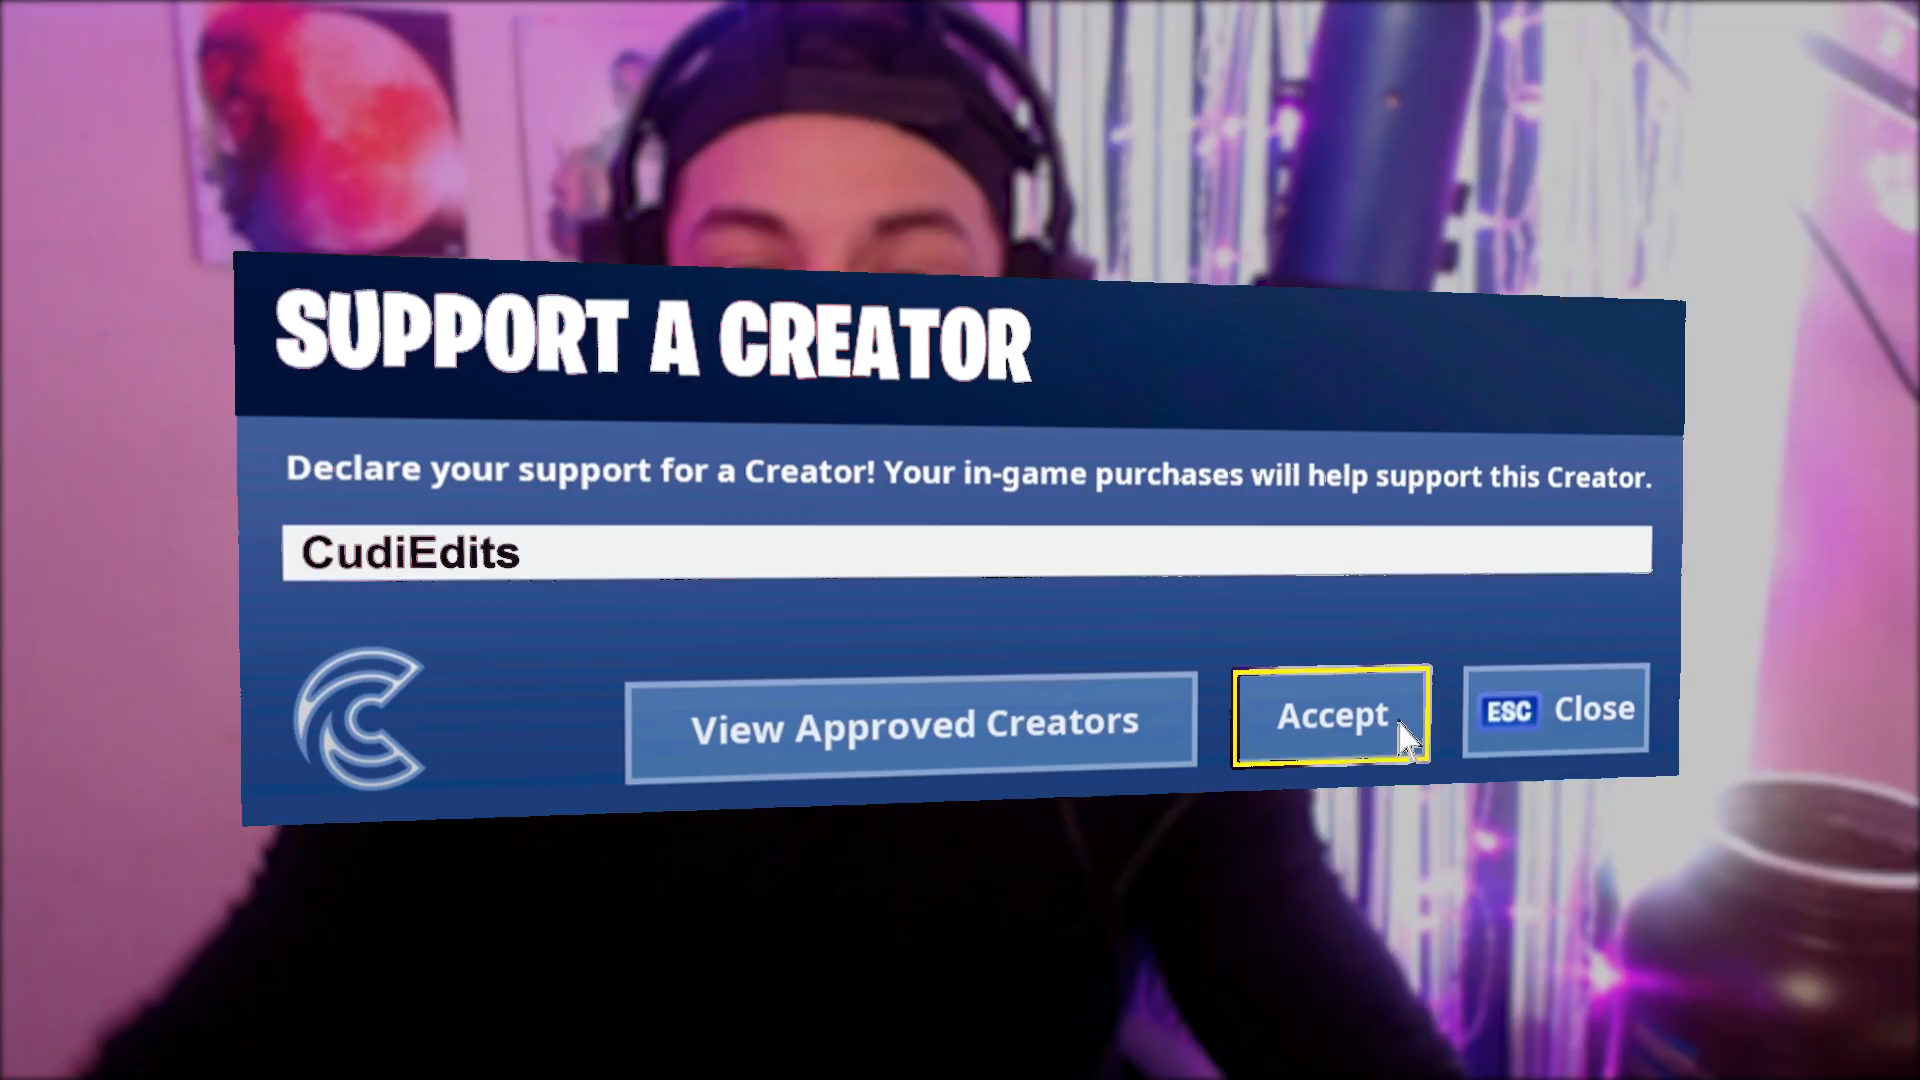 SUPPORT A CREATOR
Declare your support for a Creator! Your in-game purchases will help support this Creator.
CudiEdits
View Approved Creators
Accept
ESC Close